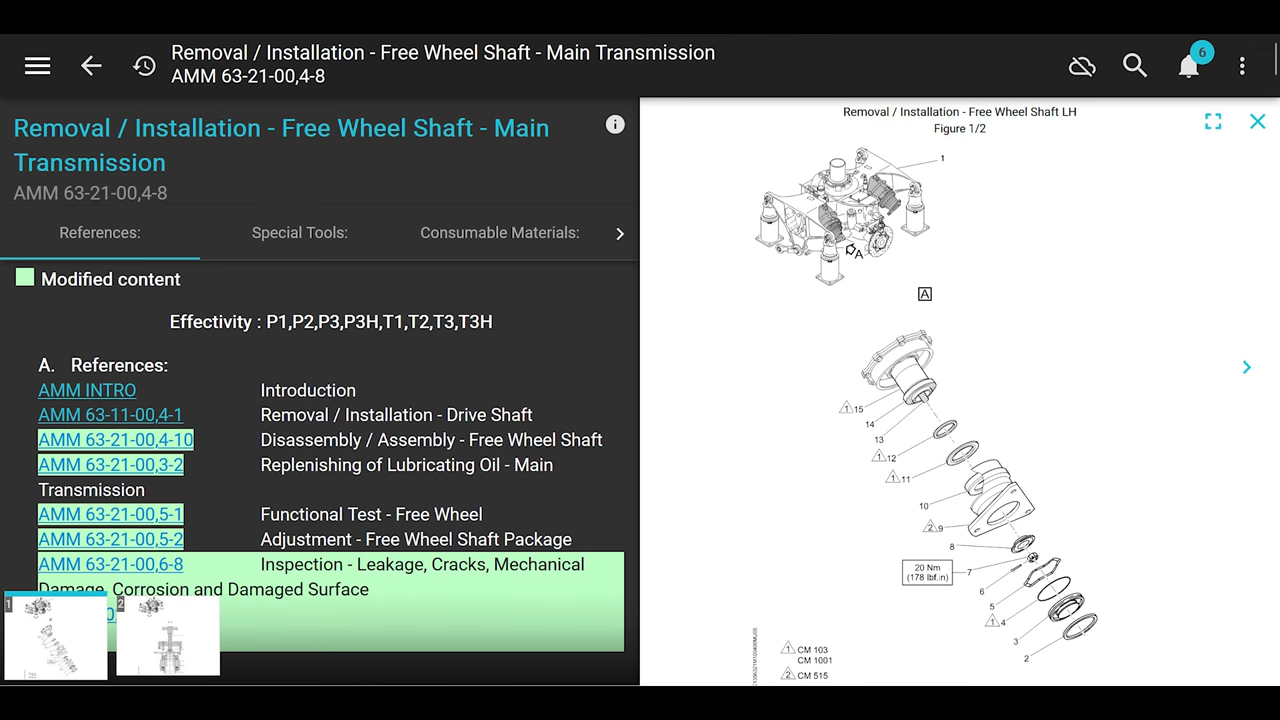 Removal / Installation - Free Wheel Shaft - Main Transmission
AMM 63-21-00,4-8
6
Removal / Installation - Free Wheel Shaft - Main
Transmission
AMM 63-21-00,4-8
References:
Special Tools:
Consumable Materials:
Modified content
Effectivity : P1,P2,P3,P3H,T1,T2,T3,T3H
A. References:
AMM INTRO Introduction
AMM 63-11-00,4-1 Removal / Installation - Drive Shaft
AMM 63-21-00,4-10 Disassembly / Assembly - Free Wheel Shaft
AMM 63-21-00,3-2 Replenishing of Lubricating Oil - Main
Transmission
AMM 63-21-00,5-1 Functional Test - Free Wheel
AMM 63-21-00,5-2 Adjustment - Free Wheel Shaft Package
AMM 63-21-00,6-8 Inspection - Leakage, Cracks, Mechanical
Damage, Corrosion and Damaged Surface
1
2
Removal / Installation - Free Wheel Shaft LH
Figure 1/2
1
A
A
1 15
14
13
1 12
1 11
10
2 9
8
20 Nm
(178 lbf.in)
7
6
5
1 4
3
2
1 CM 103
CM 1001
2 CM 515